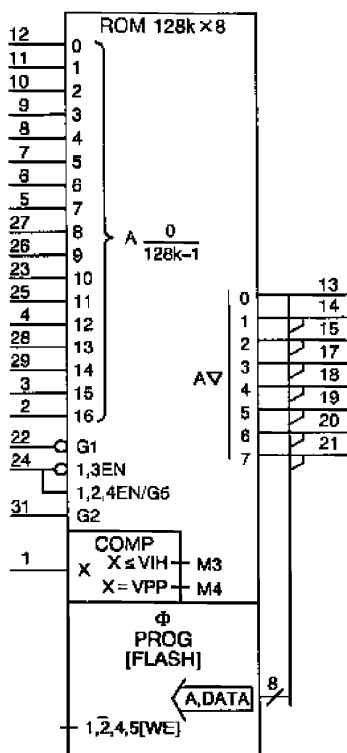 ROM 128k×8
12 0
11 1
10 2
9 3
8 4
7 5
6 6
5 7
27 8
26 9
23 10
25 11
4 12
28 13
29 14
3 15
2 16
A 0
128k–1
0 13
1 14
2 15
3 17
A▽ 4 18
5 19
6 20
7 21
22 G1
24 1,3EN
1,2,4EN/G5
31 G2
COMP
1 X X ≤ VIH M3
X = VPP M4
Φ
PROG
[FLASH]
A,DATA 8
1,2̅,4,5[WE]